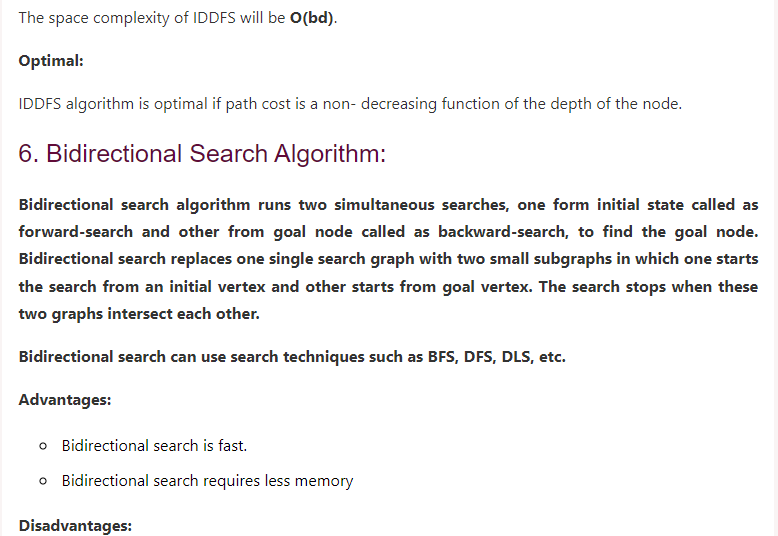 The space complexity of IDDFS will be O(bd).
Optimal:
IDDFS algorithm is optimal if path cost is a non- decreasing function of the depth of the node.
6. Bidirectional Search Algorithm:
Bidirectional search algorithm runs two simultaneous searches, one form initial state called as
forward-search and other from goal node called as backward-search, to find the goal node.
Bidirectional search replaces one single search graph with two small subgraphs in which one starts
the search from an initial vertex and other starts from goal vertex. The search stops when these
two graphs intersect each other.
Bidirectional search can use search techniques such as BFS, DFS, DLS, etc.
Advantages:
Bidirectional search is fast.
Bidirectional search requires less memory
Disadvantages: